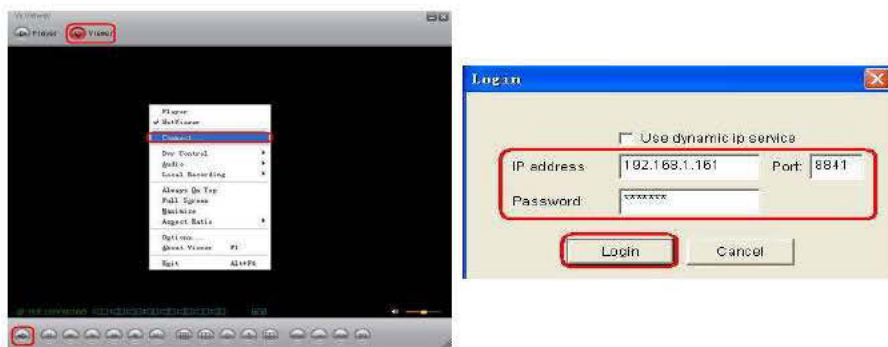 Player Viewer
Player
NetViewer
Connect
Dvr Control
Audio
Local Recording
Always On Top
Full Screen
Maximize
Aspect Ratio
Options...
About Viewer F1
Exit Alt+F4
Login
Use dynamic ip service
IP address 192.168.1.161 Port: 8841
Password *******
Login Cancel